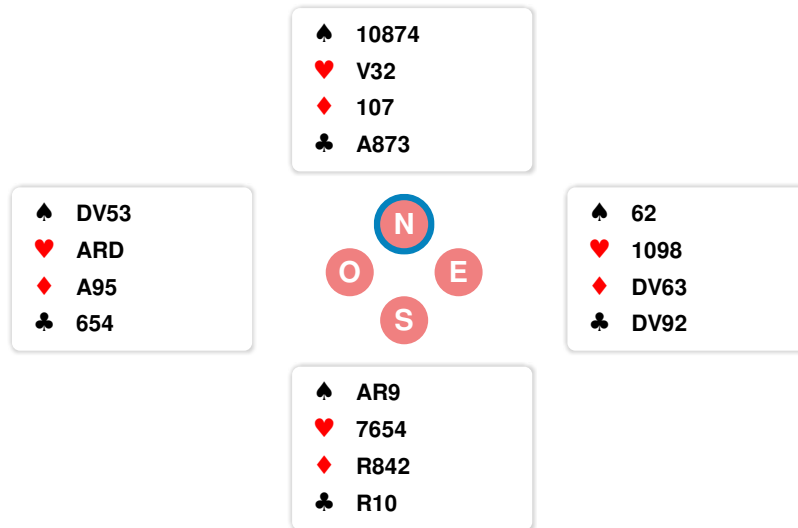 ♠ 10874
♥ V32
♦ 107
♣ A873
♠ DV53
♥ ARD
♦ A95
♣ 654
N
O
E
S
♠ 62
♥ 1098
♦ DV63
♣ DV92
♠ AR9
♥ 7654
♦ R842
♣ R10